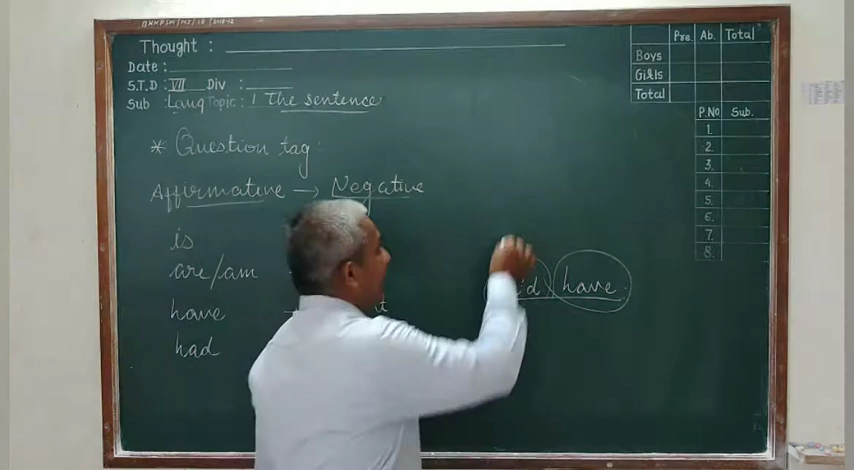 Thought :
Pre. Ab. Total
Boys
Girls
Total
Date :
S.T.D : VII Div :
Sub : Lang Topic : 1 The sentence
P.No Sub.
1.
2.
3.
4.
5.
6.
7.
8.
* Question tag :
Affirmative → Negative
is
are/am
have
had
have